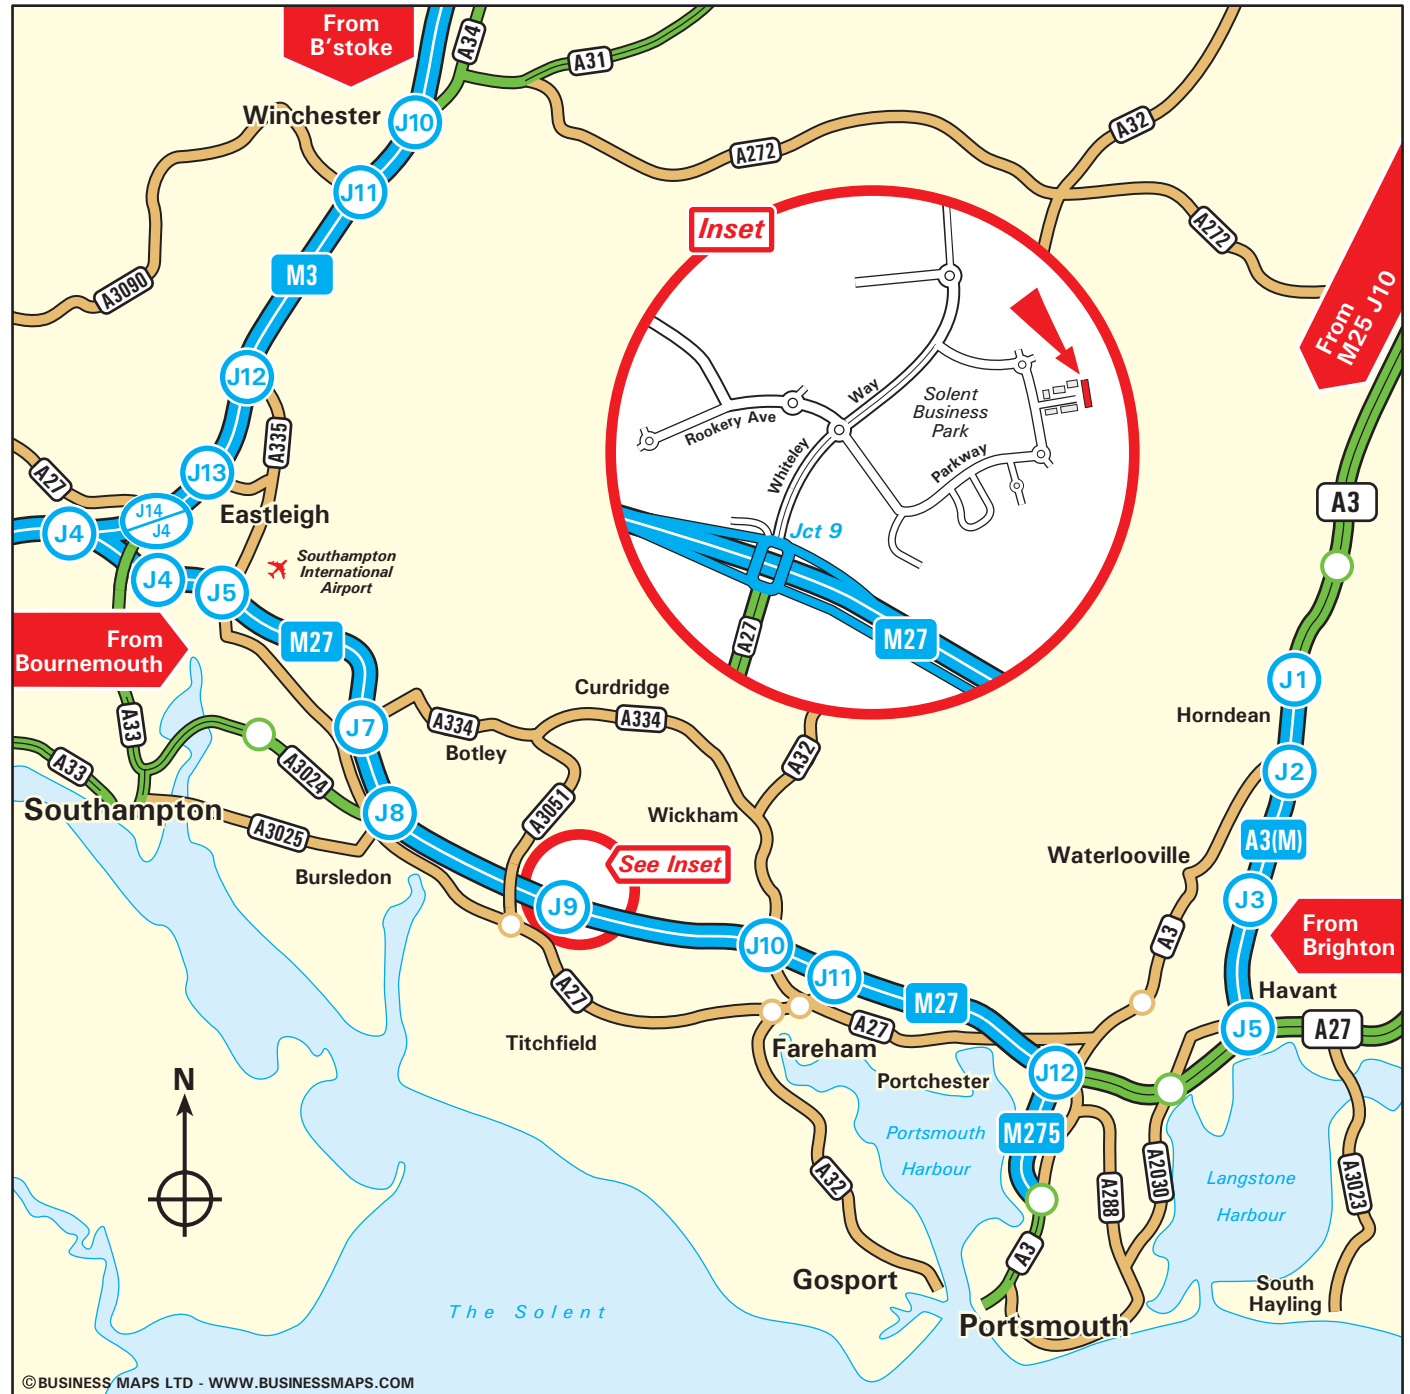 From
B'stoke
A34
A31
Winchester
J10
A32
A272
J11
Inset
A272
M3
A3090
From
M25 J10
J12
Way
Solent
Business
Park
Rookery Ave
A335
Whiteley
Parkway
J13
A27
A3
J14
J4
Eastleigh
J4
Jct 9
Southampton
International
Airport
J4
J5
From
Bournemouth
M27
A27
M27
J1
Curdridge
Horndean
A33
J7
A334
A334
Botley
A32
A33
A3024
J2
Southampton
J8
A3051
Wickham
A3025
A3(M)
Waterlooville
See Inset
Bursledon
J3
J9
From
Brighton
A3
J10
J11
Havant
A27
M27
J5
A27
A27
Titchfield
Fareham
J12
Portchester
N
Portsmouth
Harbour
M275
A32
A288
A2030
A3023
Langstone
Harbour
A3
Gosport
South
Hayling
The Solent
Portsmouth
©BUSINESS MAPS LTD - WWW.BUSINESSMAPS.COM